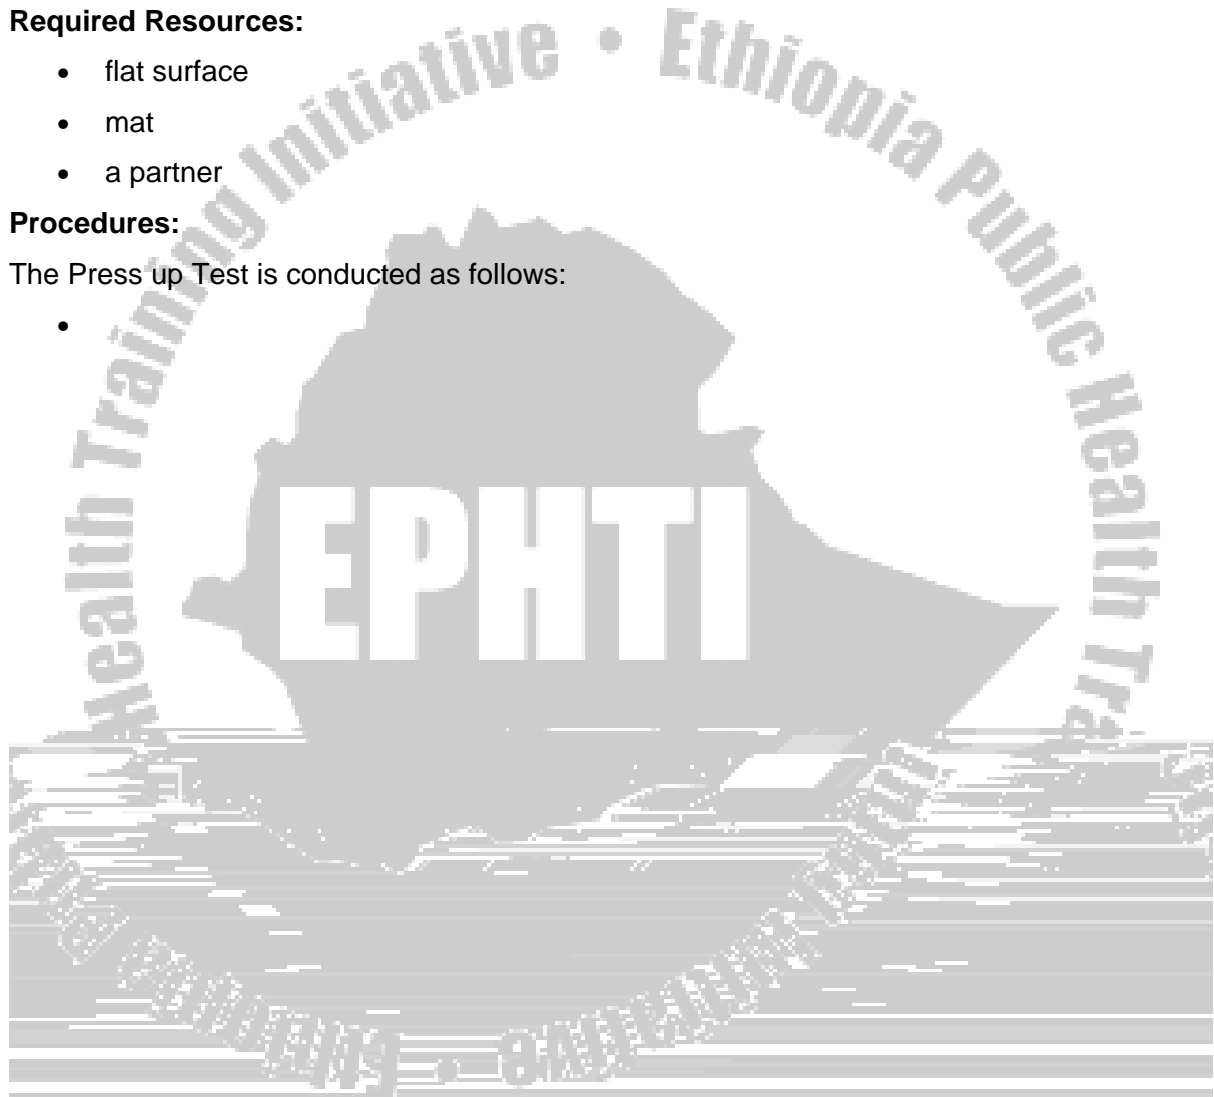 Required Resources:
• flat surface
• mat
• a partner
Procedures:
The Press up Test is conducted as follows:
•
Health Training Initiative • Ethiopia Public Health Tra
EPHTI